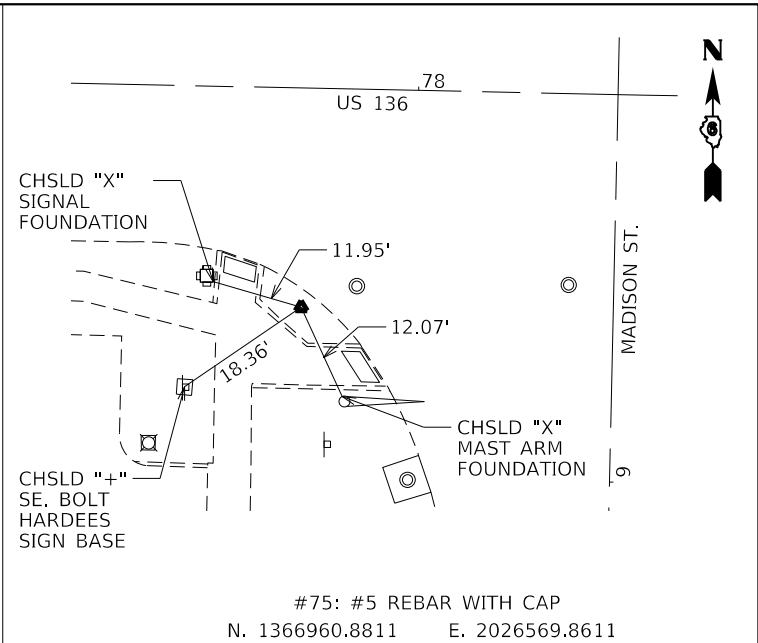 N
78
US 136
6
CHSLD "X"
SIGNAL
FOUNDATION
11.95'
MADISON ST.
12.07'
18.36'
CHSLD "X"
MAST ARM
FOUNDATION
9
CHSLD "+"
SE. BOLT
HARDEES
SIGN BASE
#75: #5 REBAR WITH CAP
N. 1366960.8811 E. 2026569.8611